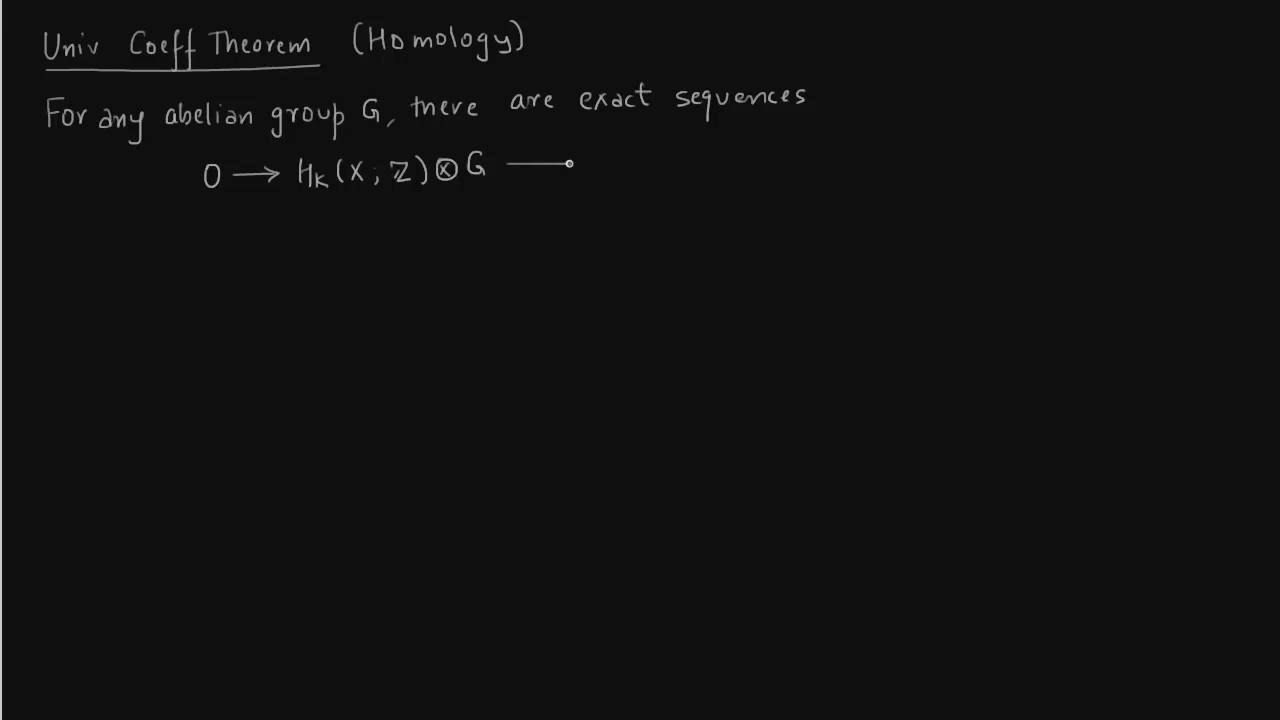 Univ Coeff Theorem (Homology)
For any abelian group G, there are exact sequences
0 → H_K(X; ℤ) ⊗ G —